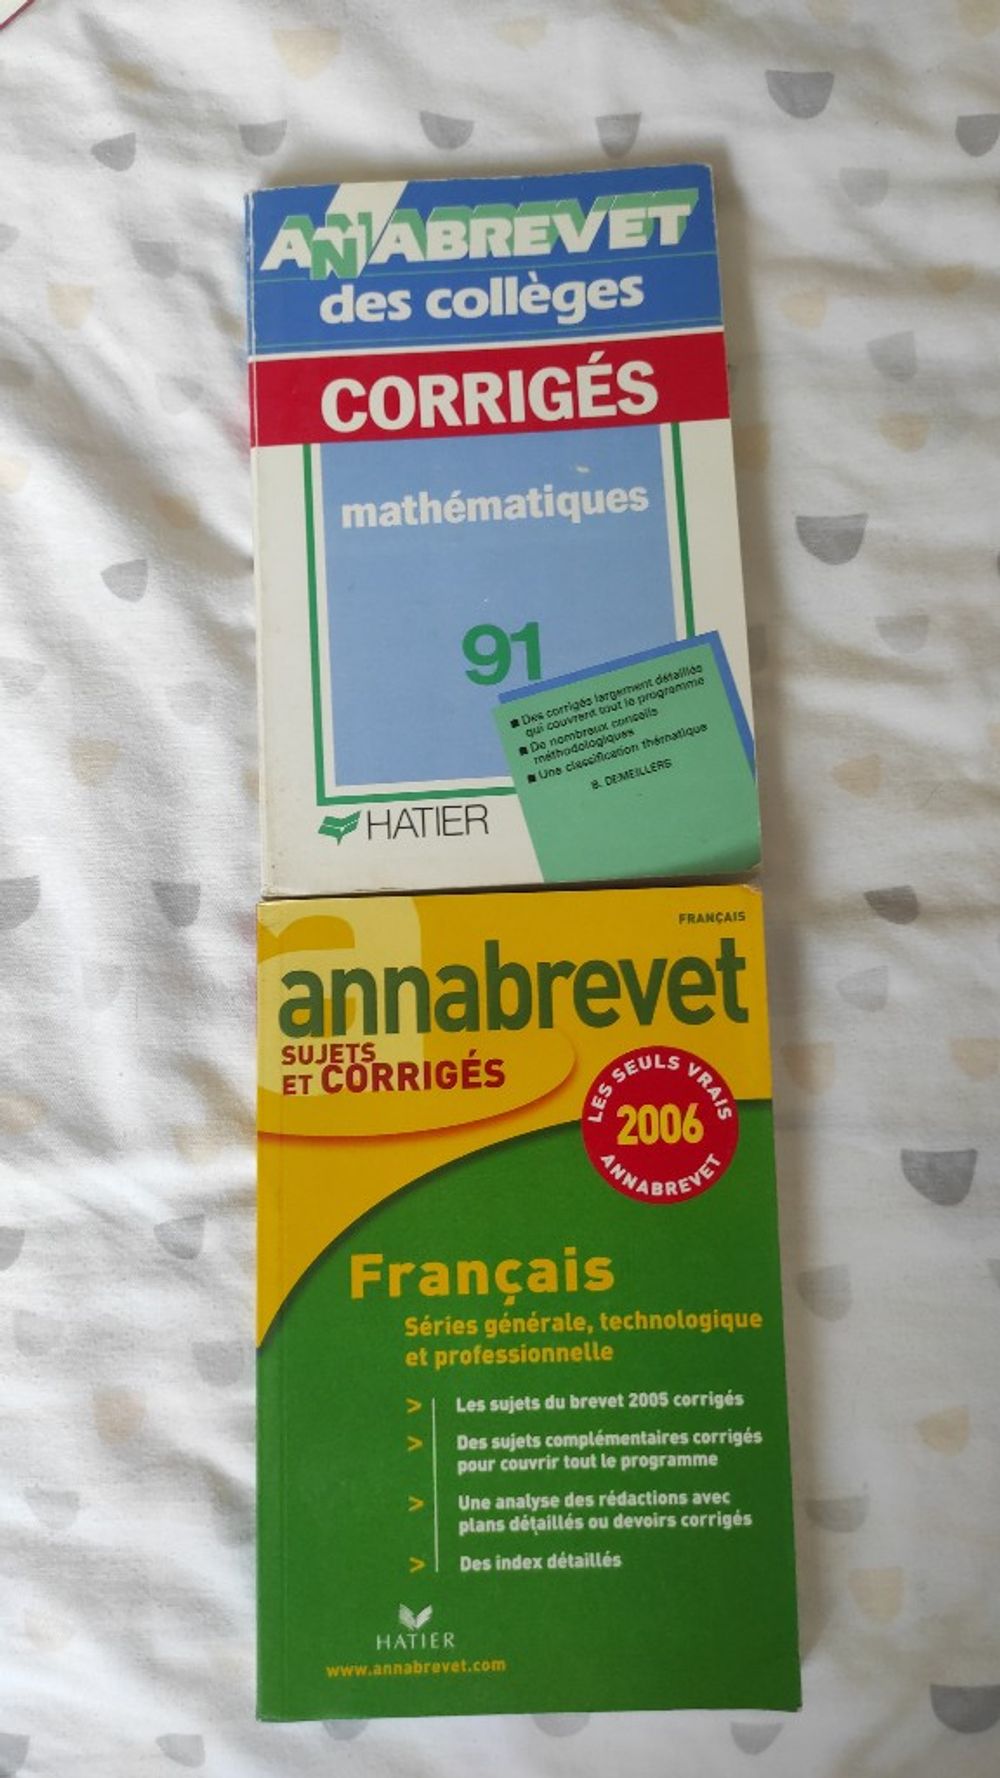 ANNABREVET
des collèges
CORRIGÉS
mathématiques
91
■ Des corrigés largement détaillés
qui couvrent tout le programme
■ De nombreux conseils
méthodologiques
■ Une classification thématique
B. DEMEILLERS
HATIER
FRANÇAIS
annabrevet
SUJETS
ET CORRIGÉS
LES SEULS VRAIS
2006
ANNABREVET
Français
Séries générale, technologique
et professionnelle
> Les sujets du brevet 2005 corrigés
> Des sujets complémentaires corrigés
pour couvrir tout le programme
> Une analyse des rédactions avec
plans détaillés ou devoirs corrigés
> Des index détaillés
HATIER
www.annabrevet.com